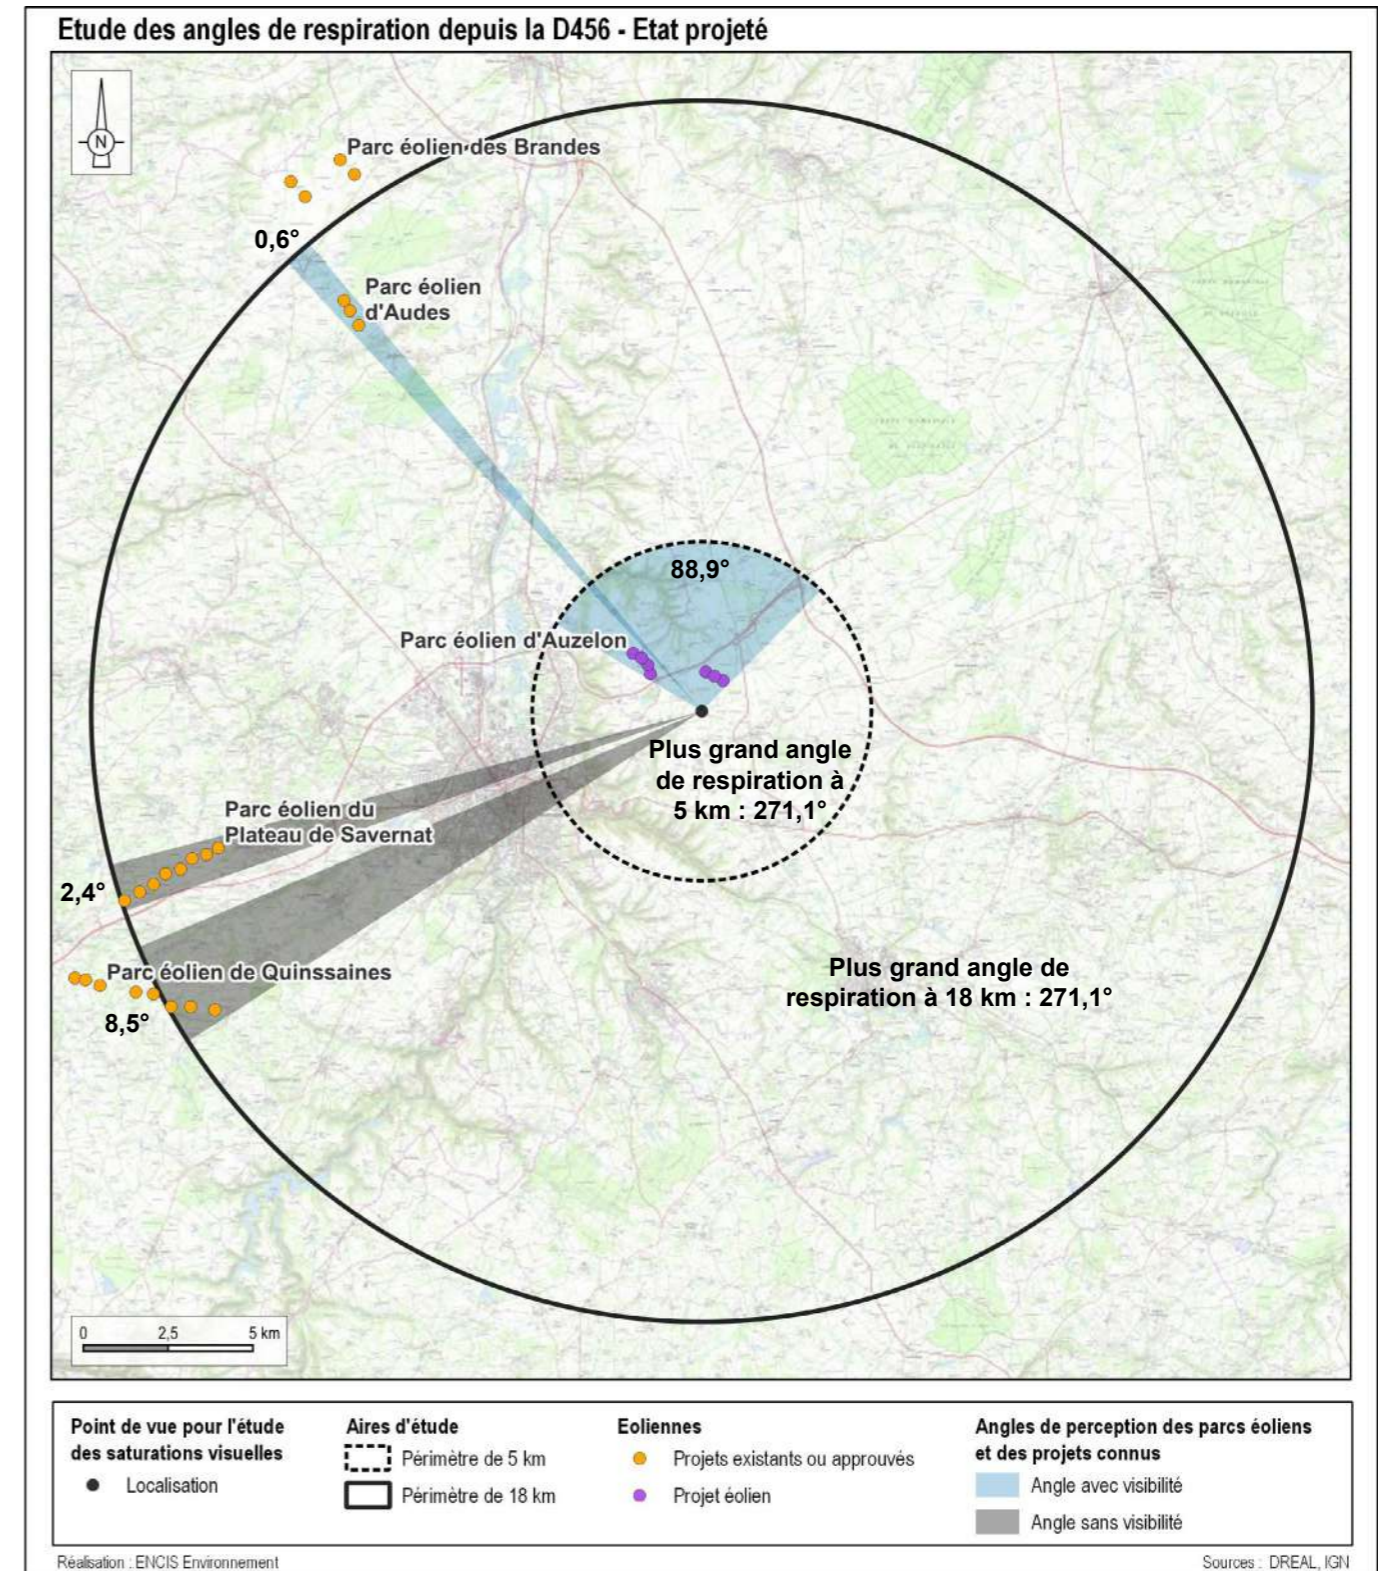 Etude des angles de respiration depuis la D456 - Etat projeté
N
Parc éolien des Brandes
0,6°
Parc éolien
d'Audes
88,9°
Parc éolien d'Auzelon
Plus grand angle
de respiration à
5 km : 271,1°
Parc éolien du
Plateau de Savernat
2,4°
Parc éolien de Quinssaines
8,5°
Plus grand angle de
respiration à 18 km : 271,1°
0 2,5 5 km
Point de vue pour l'étude
des saturations visuelles
Localisation
Aires d'étude
Périmètre de 5 km
Périmètre de 18 km
Eoliennes
Projets existants ou approuvés
Projet éolien
Angles de perception des parcs éoliens
et des projets connus
Angle avec visibilité
Angle sans visibilité
Réalisation : ENCIS Environnement
Sources : DREAL, IGN